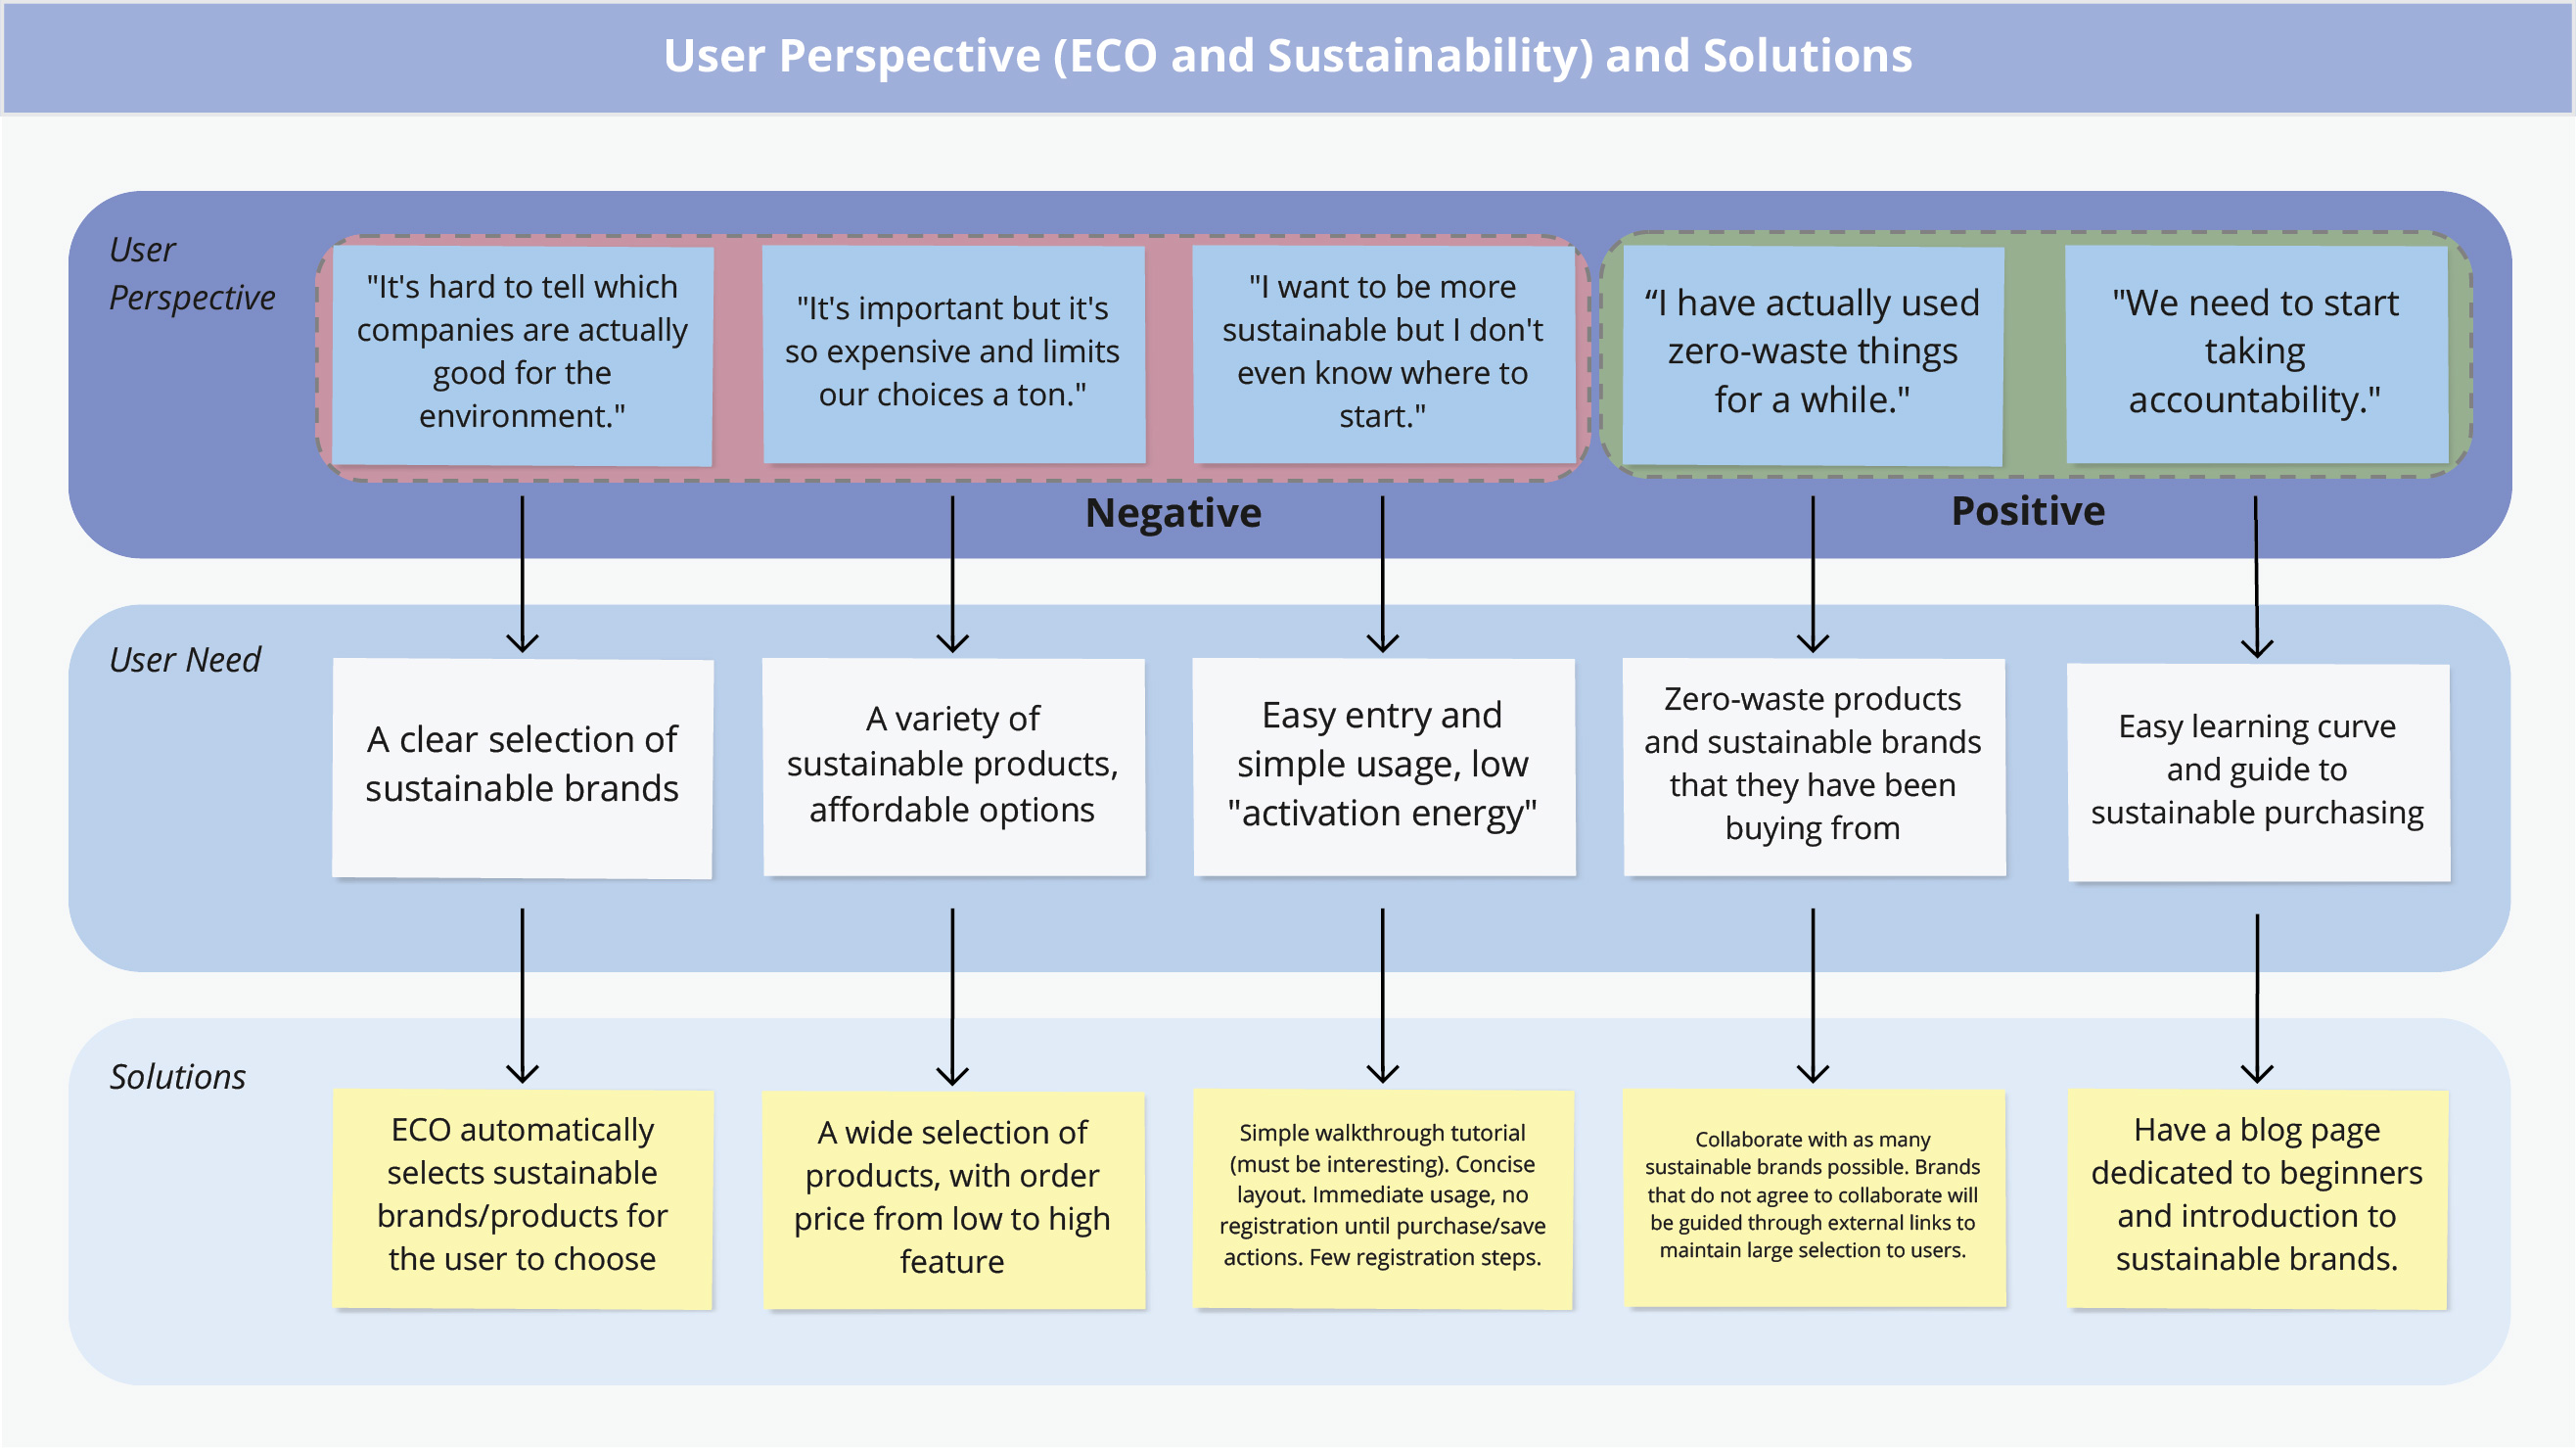 User Perspective (ECO and Sustainability) and Solutions
User
Perspective
"It's hard to tell which
companies are actually
good for the
environment."
"It's important but it's
so expensive and limits
our choices a ton."
"I want to be more
sustainable but I don't
even know where to
start."
“I have actually used
zero-waste things
for a while."
"We need to start
taking
accountability."
Negative
Positive
User Need
A clear selection of
sustainable brands
A variety of
sustainable products,
affordable options
Easy entry and
simple usage, low
"activation energy"
Zero-waste products
and sustainable brands
that they have been
buying from
Easy learning curve
and guide to
sustainable purchasing
Solutions
ECO automatically
selects sustainable
brands/products for
the user to choose
A wide selection of
products, with order
price from low to high
feature
Simple walkthrough tutorial
(must be interesting). Concise
layout. Immediate usage, no
registration until purchase/save
actions. Few registration steps.
Collaborate with as many
sustainable brands possible. Brands
that do not agree to collaborate will
be guided through external links to
maintain large selection to users.
Have a blog page
dedicated to beginners
and introduction to
sustainable brands.